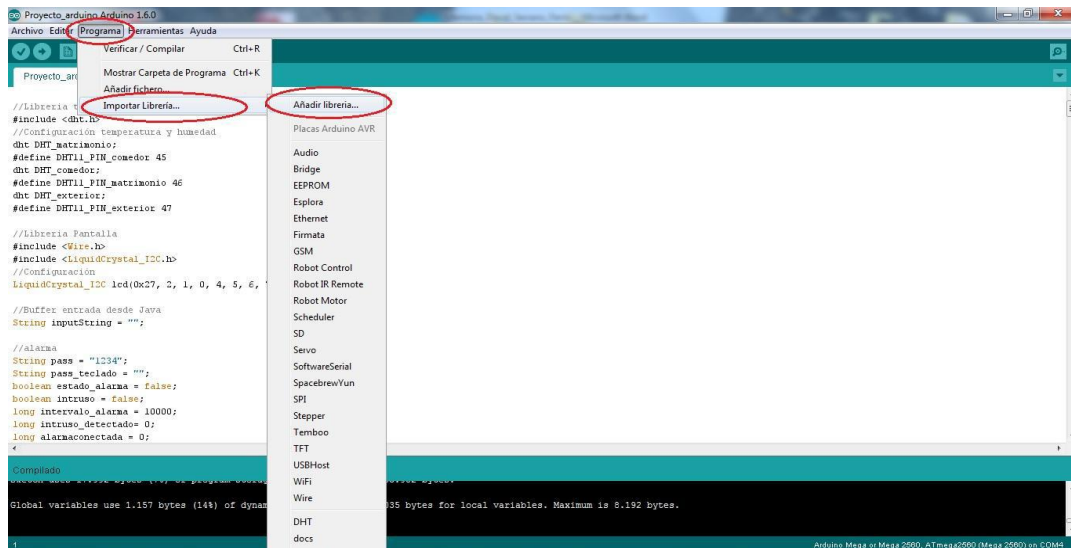 Proyecto_arduino Arduino 1.6.0
Archivo Editar Programa Herramientas Ayuda
Verificar / Compilar Ctrl+R
Mostrar Carpeta de Programa Ctrl+K
Añadir fichero...
Importar Librería...
Añadir libreria...
Placas Arduino AVR
Audio
Bridge
EEPROM
Esplora
Ethernet
Firmata
GSM
Robot Control
Robot IR Remote
Robot Motor
Scheduler
SD
Servo
SoftwareSerial
SpacebrewYun
SPI
Stepper
Temboo
TFT
USBHost
WiFi
Wire
DHT
docs
Proyecto_ar
//Libreria t
#include <dht.h>
//Configuración temperatura y humedad
dht DHT_matrimonio;
#define DHT11_PIN_comedor 45
dht DHT_comedor;
#define DHT11_PIN_matrimonio 46
dht DHT_exterior;
#define DHT11_PIN_exterior 47
//Libreria Pantalla
#include <Wire.h>
#include <LiquidCrystal_I2C.h>
//Configuración
LiquidCrystal_I2C lcd(0x27, 2, 1, 0, 4, 5, 6,
//Buffer entrada desde Java
String inputString = "";
//alarma
String pass = "1234";
String pass_teclado = "";
boolean estado_alarma = false;
boolean intruso = false;
long intervalo_alarma = 10000;
long intruso_detectado= 0;
long alarmaconectada = 0;
Compilado
Global variables use 1.157 bytes (14%) of dynam 035 bytes for local variables. Maximum is 8.192 bytes.
1
Arduino Mega or Mega 2560, ATmega2560 (Mega 2560) on COM4